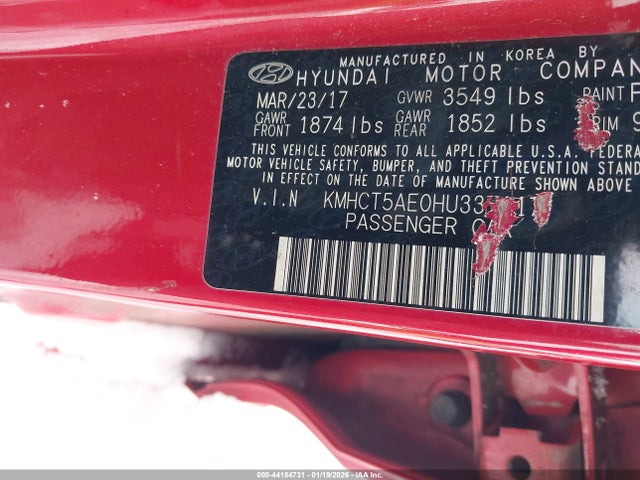 MANUFACTURED IN KOREA BY
HYUNDAI MOTOR COMPAN
MAR/23/17 GVWR 3549 lbs PAINT F
GAWR FRONT 1874 lbs GAWR REAR 1852 lbs RIM 9
THIS VEHICLE CONFORMS TO ALL APPLICABLE U.S.A. FEDERA
MOTOR VEHICLE SAFETY, BUMPER, AND THEFT PREVENTION STAND
IN EFFECT ON THE DATE OF MANUFACTURE SHOWN ABOVE
V.I.N
PASSENGER
000-44184731 - 01/19/2026 - IAA Inc.